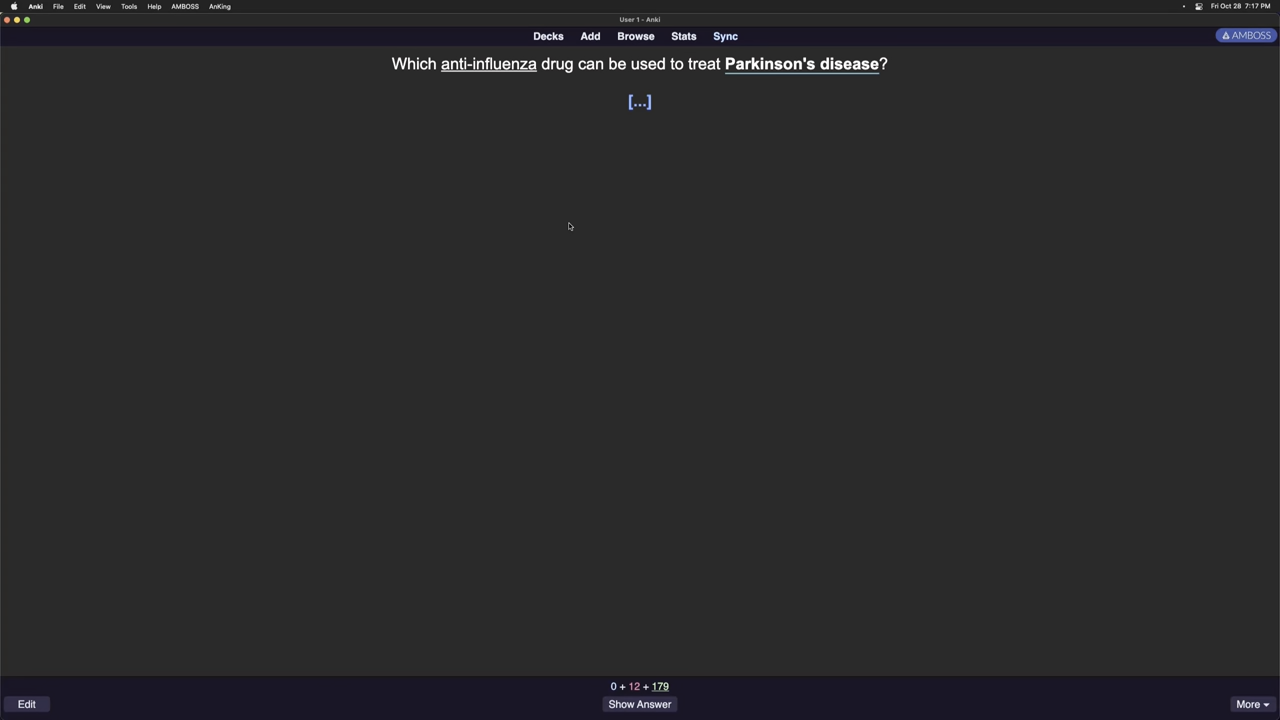 Anki File Edit View Tools Help AMBOSS AnKing Fri Oct 28 7:17 PM
User 1 - Anki
Decks Add Browse Stats Sync AMBOSS
Which anti-influenza drug can be used to treat Parkinson's disease?
[...]
0 + 12 + 179
Edit Show Answer More